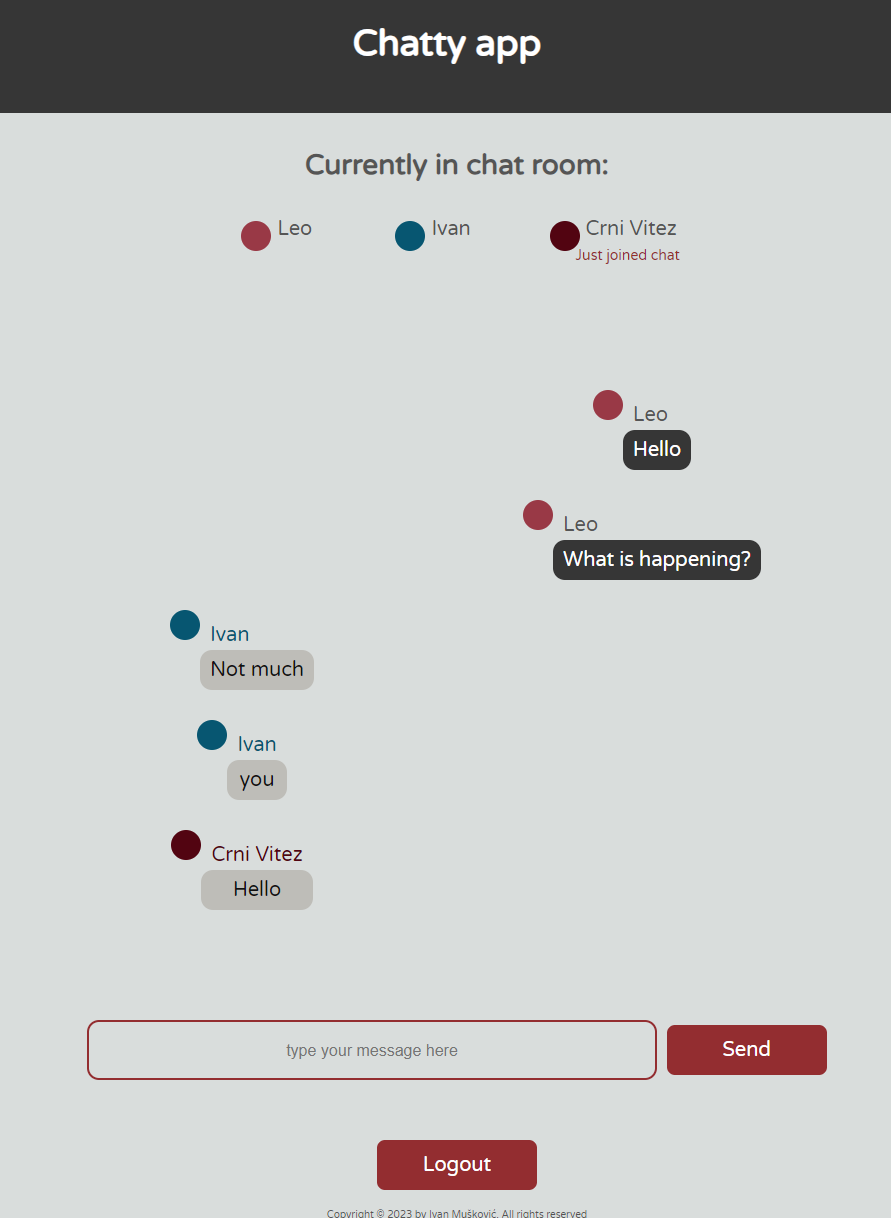 Chatty app
Currently in chat room:
Leo
Ivan
Crni Vitez
Just joined chat
Leo
Hello
Leo
What is happening?
Ivan
Not much
Ivan
you
Crni Vitez
Hello
type your message here
Send
Logout
Copyright © 2023 by Ivan Mušković. All rights reserved